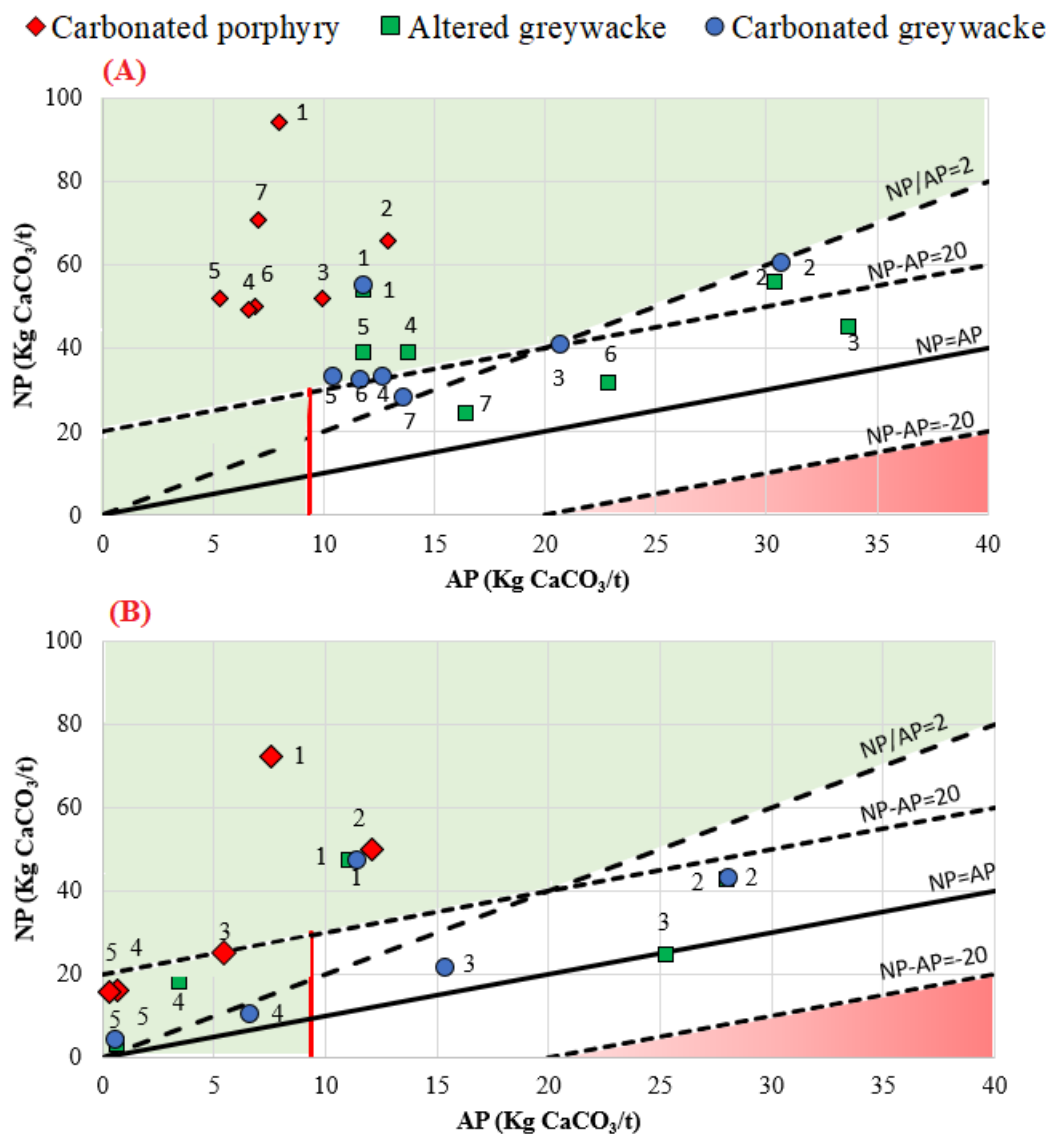 Carbonated porphyry Altered greywacke Carbonated greywacke
(A)
100
80
60
40
20
0
NP (Kg CaCO₃/t)
1
7
2
5
4
6
3
1
1
5
4
5
6
4
7
3
6
7
2
2
3
NP/AP=2
NP-AP=20
NP=AP
NP-AP=-20
0 5 10 15 20 25 30 35 40
AP (Kg CaCO₃/t)
(B)
100
80
60
40
20
0
NP (Kg CaCO₃/t)
1
2
1
1
5 4
3
4
5 5
4
3
2 2
3
NP/AP=2
NP-AP=20
NP=AP
NP-AP=-20
0 5 10 15 20 25 30 35 40
AP (Kg CaCO₃/t)